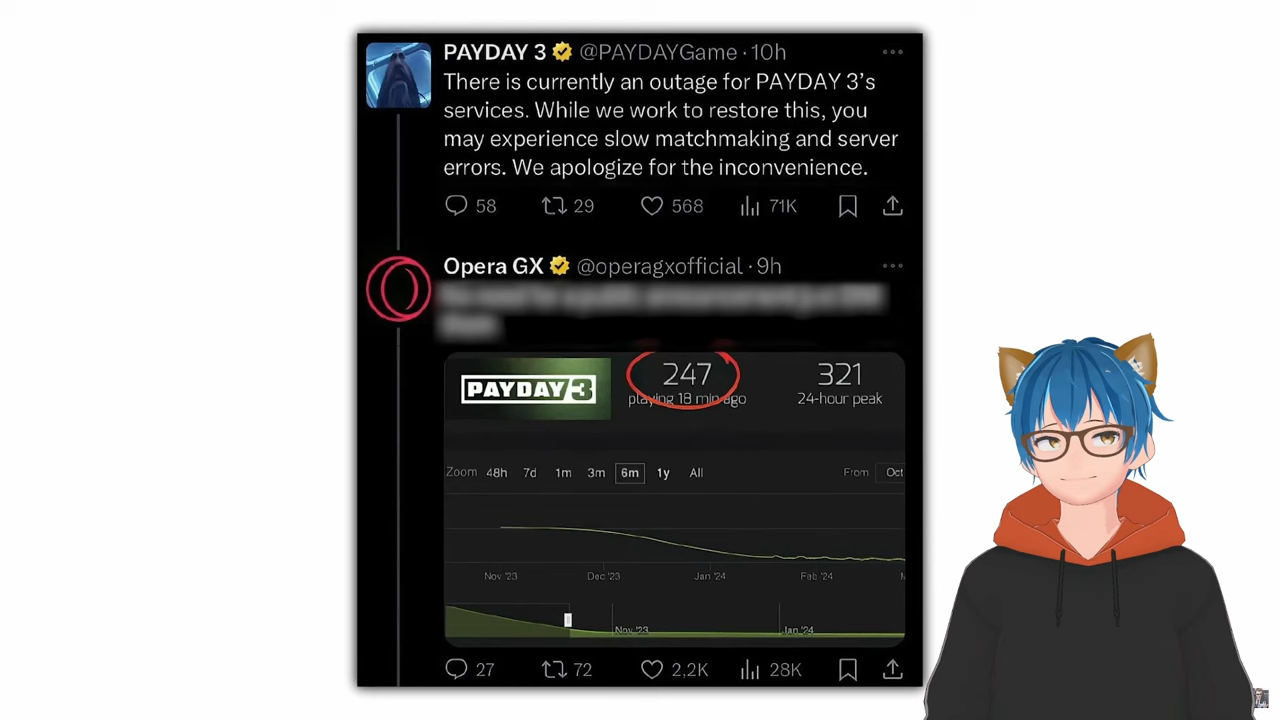 PAYDAY 3 @PAYDAYGame · 10h
There is currently an outage for PAYDAY 3's
services. While we work to restore this, you
may experience slow matchmaking and server
errors. We apologize for the inconvenience.
58 29 568 71K
Opera GX @operagxofficial · 9h
PAYDAY 3
247 321
playing 18 min ago 24-hour peak
Zoom 48h 7d 1m 3m 6m 1y All From Oct
Nov '23 Dec '23 Jan '24 Feb '24 M
Nov '23 Jan '24
27 72 2,2K 28K